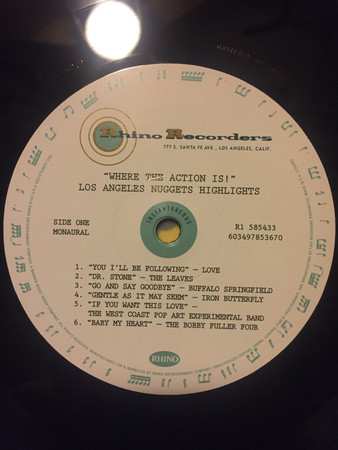 Rhino Recorders
777 S. SANTA FE AVE., LOS ANGELES, CALIF.
"WHERE THE ACTION IS!"
LOS ANGELES NUGGETS HIGHLIGHTS
SIDE ONE
MONAURAL
R1 585433
603497853670
1. "YOU I'LL BE FOLLOWING" — LOVE
2. "DR. STONE" — THE LEAVES
3. "GO AND SAY GOODBYE" — BUFFALO SPRINGFIELD
4. "GENTLE AS IT MAY SEEM" — IRON BUTTERFLY
5. "IF YOU WANT THIS LOVE" —
THE WEST COAST POP ART EXPERIMENTAL BAND
6. "BABY MY HEART" — THE BOBBY FULLER FOUR
RHINO